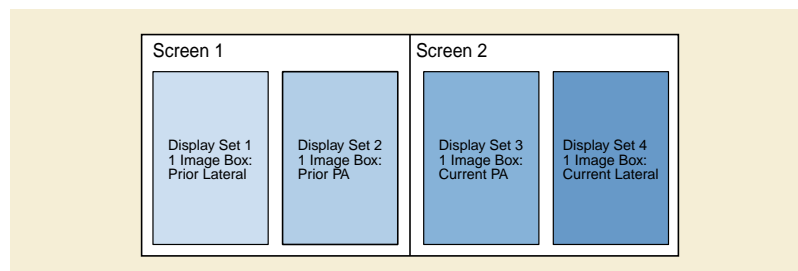 Screen 1
Display Set 1
1 Image Box:
Prior Lateral
Display Set 2
1 Image Box:
Prior PA
Screen 2
Display Set 3
1 Image Box:
Current PA
Display Set 4
1 Image Box:
Current Lateral